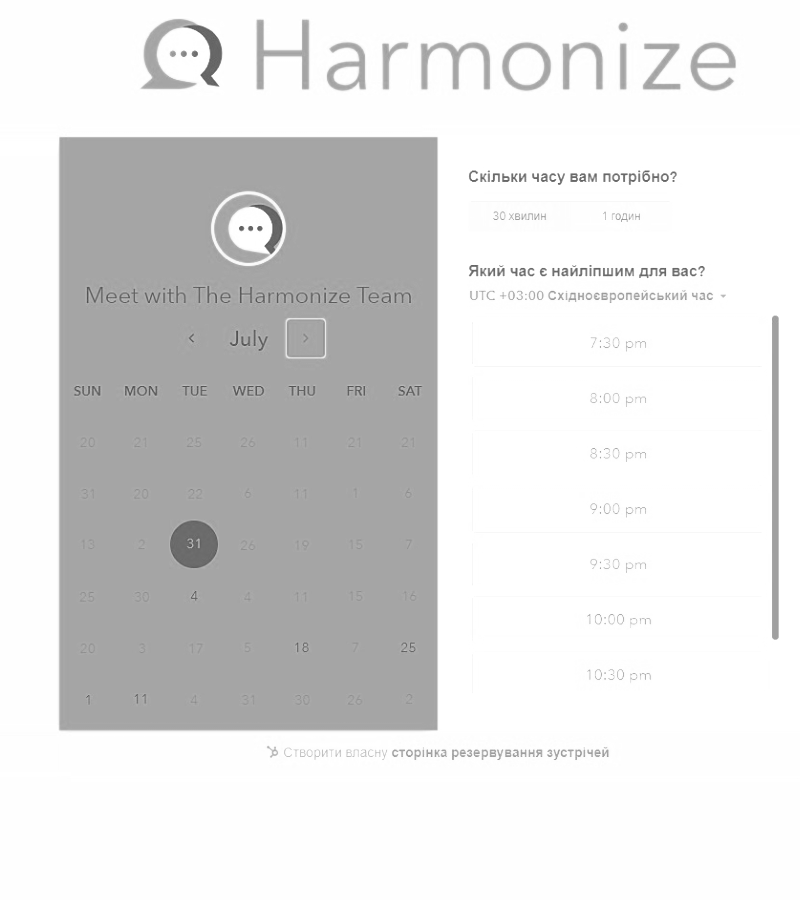 Harmonize
Meet with The Harmonize Team
July
SUN MON TUE WED THU FRI SAT
20 21 25 26 11 21 21
31 20 22 6 11 1 6
13 2 31 26 19 15 7
25 30 4 4 11 15 16
20 3 17 5 18 7 25
1 11 4 31 30 26 2
Скільки часу вам потрібно?
30 хвилин 1 годин
Який час є найліпшим для вас?
UTC +03:00 Східноєвропейський час
7:30 pm
8:00 pm
8:30 pm
9:00 pm
9:30 pm
10:00 pm
10:30 pm
Створити власну сторінка резервування зустрічей